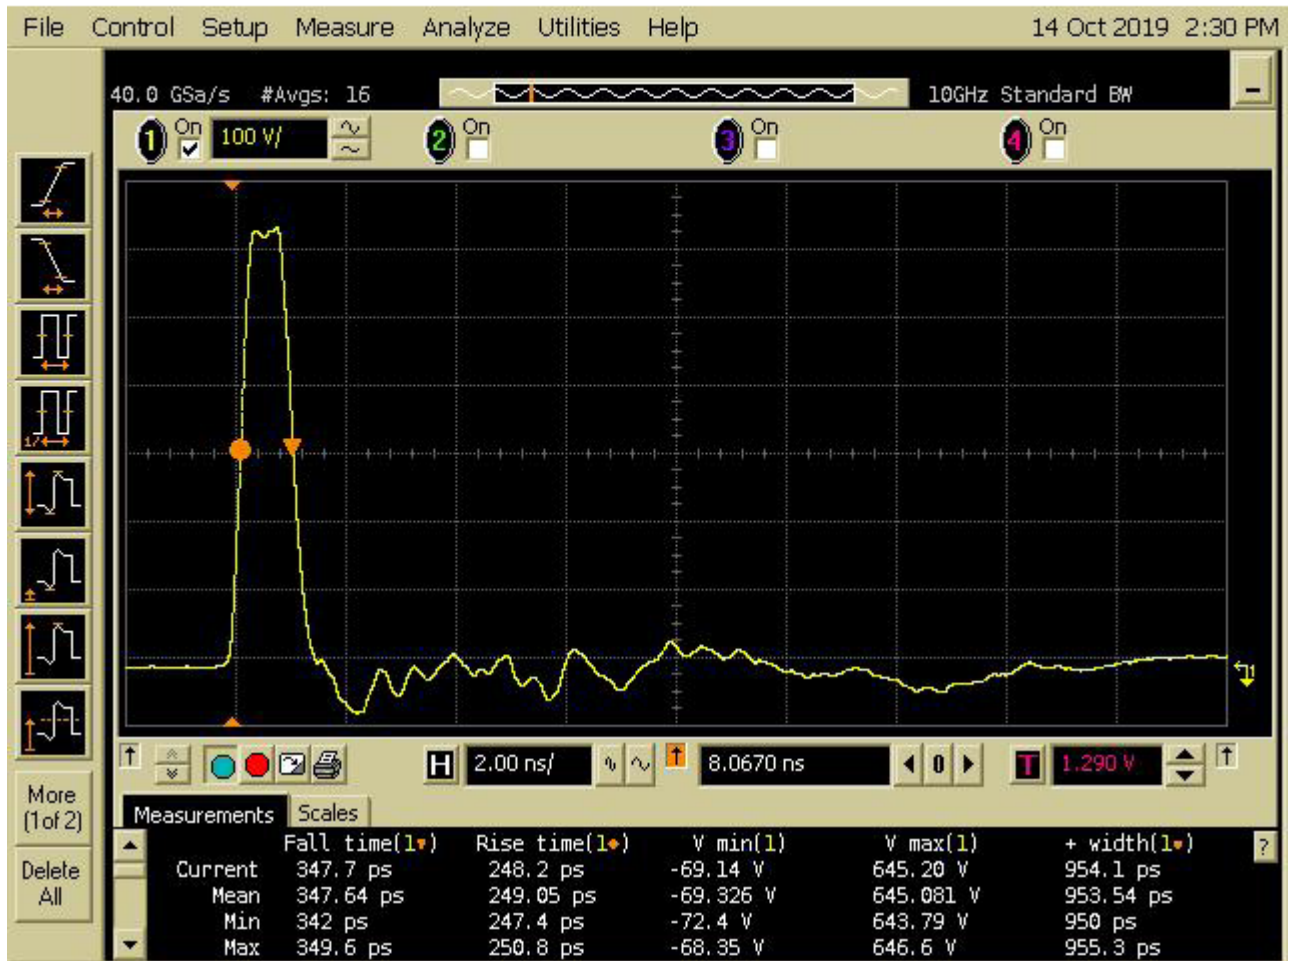 File Control Setup Measure Analyze Utilities Help 14 Oct 2019 2:30 PM
40.0 GSa/s #Avgs: 16 10GHz Standard BW
1 On 100 V/ 2 On 3 On 4 On
1
1/
H 2.00 ns/ 8.0670 ns 0 T 1.290 V
More
(1of 2)
Delete
All
Measurements Scales
Fall time(1▾) Rise time(1◆) V min(1) V max(1) + width(1▾) ?
Current 347.7 ps 248.2 ps -69.14 V 645.20 V 954.1 ps
Mean 347.64 ps 249.05 ps -69.326 V 645.081 V 953.54 ps
Min 342 ps 247.4 ps -72.4 V 643.79 V 950 ps
Max 349.6 ps 250.8 ps -68.35 V 646.6 V 955.3 ps